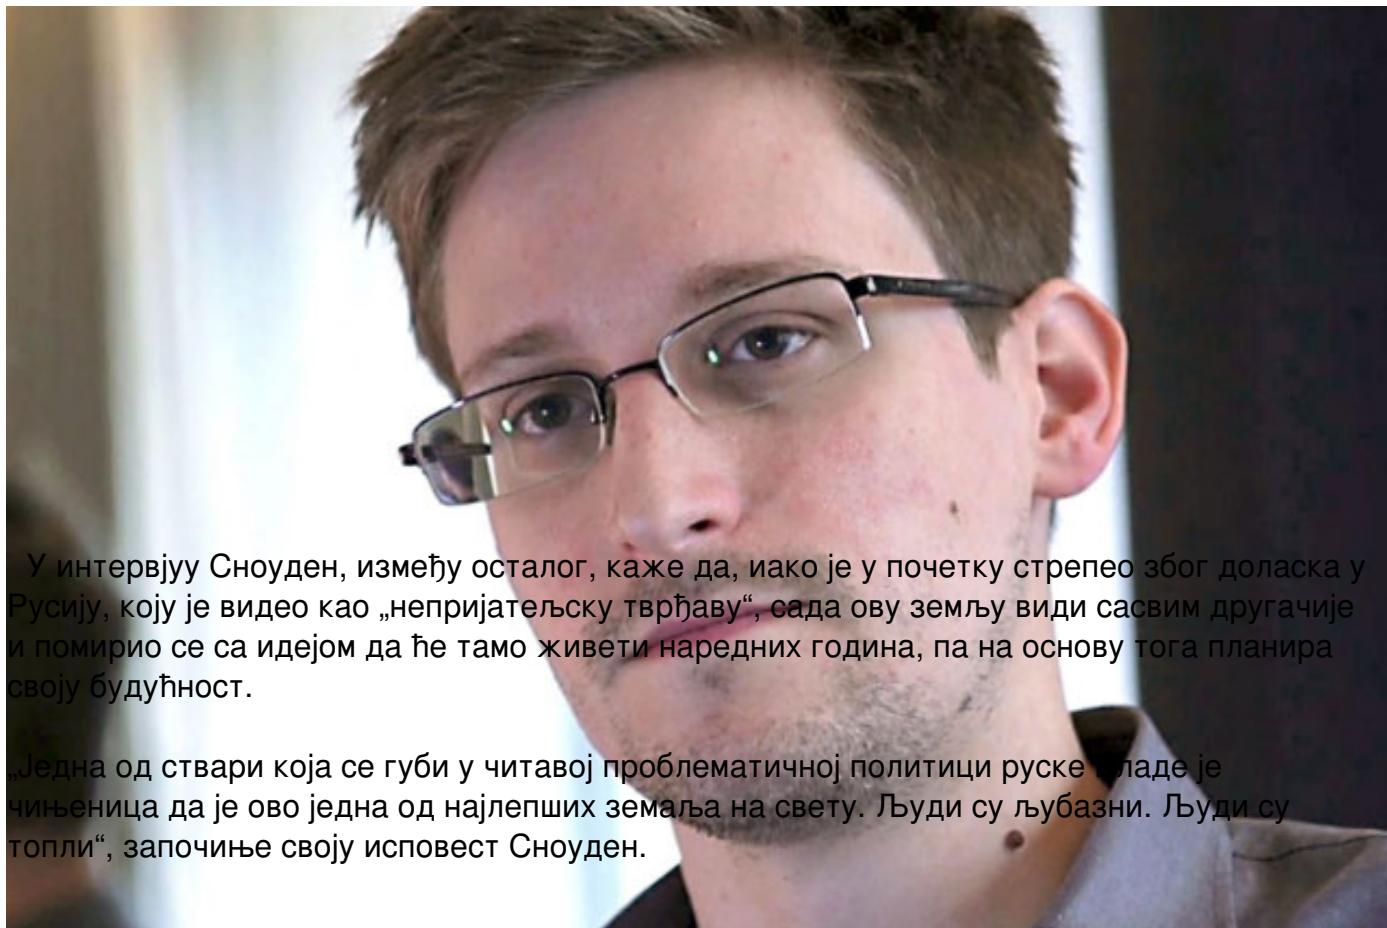 У интервјуу Сноуден, између осталог, каже да, иако је у почетку стрепео због доласка у
Русију, коју је видео као „непријатељску тврђаву“, сада ову земљу види сасвим другачије
и помирио се са идејом да ће тамо живети наредних година, па на основу тога планира
своју будућност.
„Једна од ствари која се губи у читавој проблематичној политици руске владе је
чињеница да је ово једна од најлепших земаља на свету. Људи су љубазни. Људи су
топли“, започиње своју исповест Сноуден.